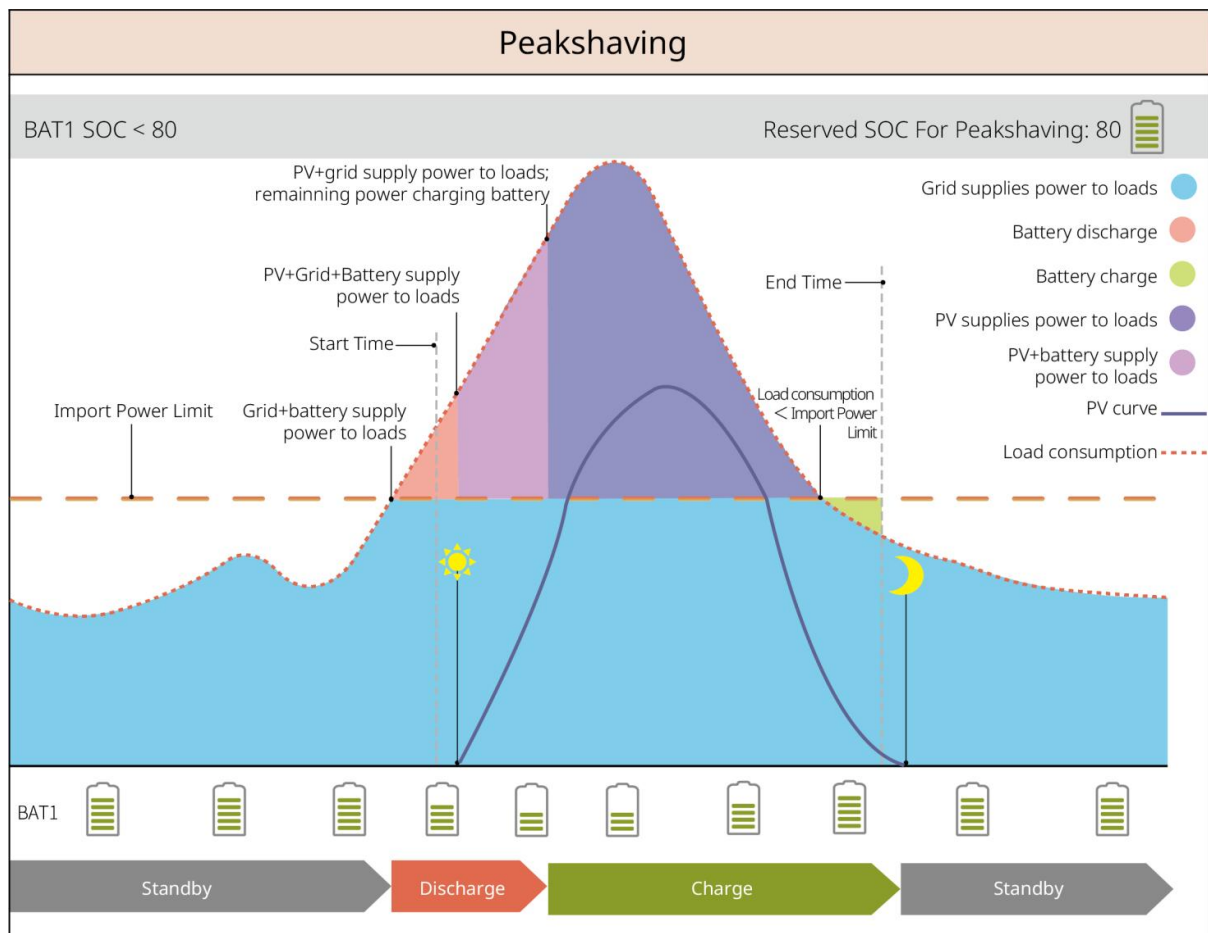 Peakshaving
BAT1 SOC < 80
Reserved SOC For Peakshaving: 80
PV+grid supply power to loads;
remainning power charging battery
PV+Grid+Battery supply
power to loads
Start Time
Import Power Limit
Grid+battery supply
power to loads
End Time
Load consumption
< Import Power
Limit
Grid supplies power to loads
Battery discharge
Battery charge
PV supplies power to loads
PV+battery supply
power to loads
PV curve
Load consumption
BAT1
Standby
Discharge
Charge
Standby